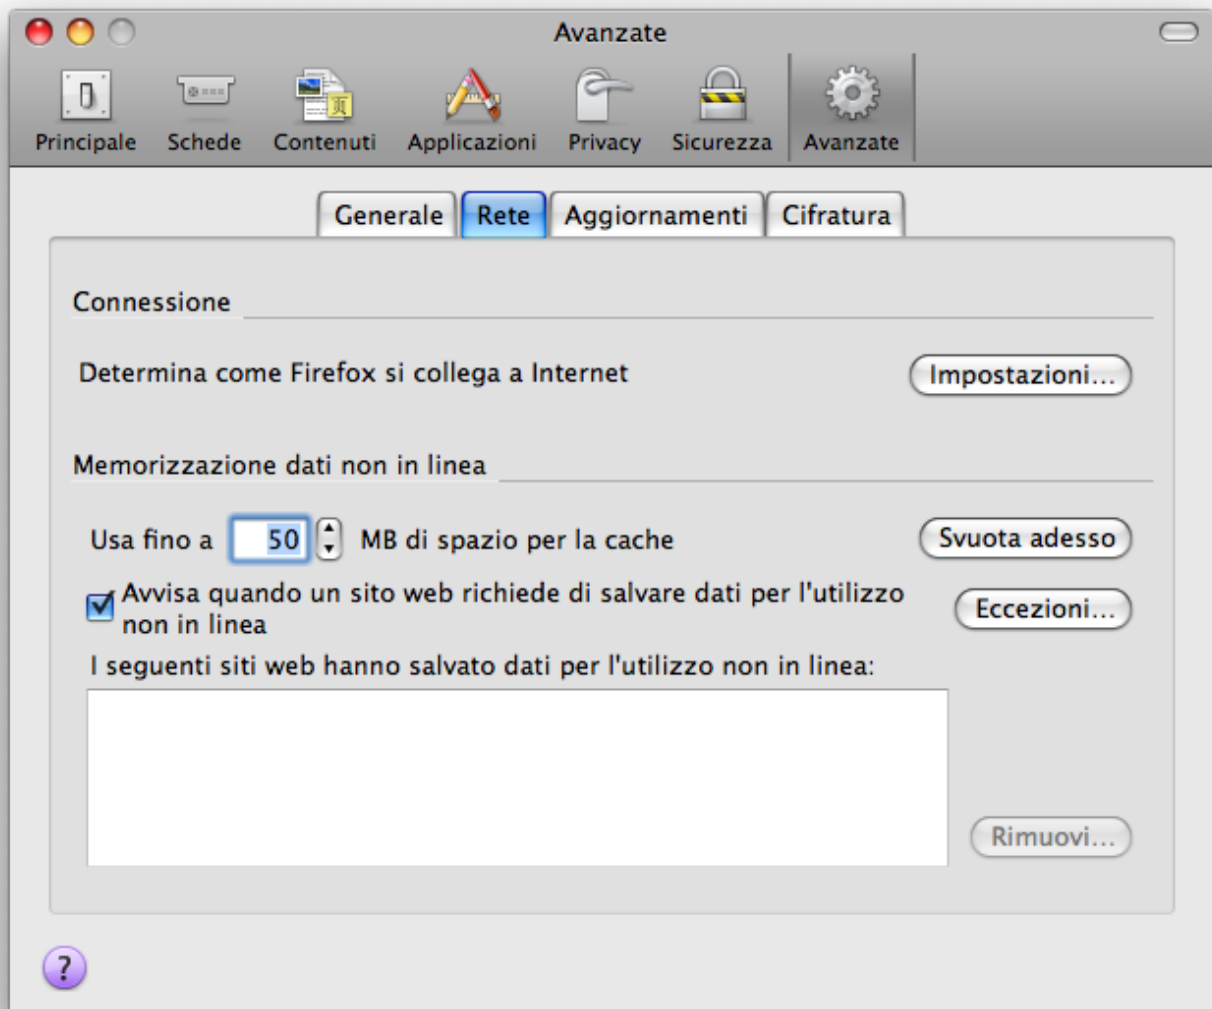 Avanzate
Principale Schede Contenuti Applicazioni Privacy Sicurezza Avanzate
Generale Rete Aggiornamenti Cifratura
Connessione
Determina come Firefox si collega a Internet Impostazioni...
Memorizzazione dati non in linea
Usa fino a 50 MB di spazio per la cache Svuota adesso
Avvisa quando un sito web richiede di salvare dati per l'utilizzo
non in linea
Eccezioni...
I seguenti siti web hanno salvato dati per l'utilizzo non in linea:
Rimuovi...
?